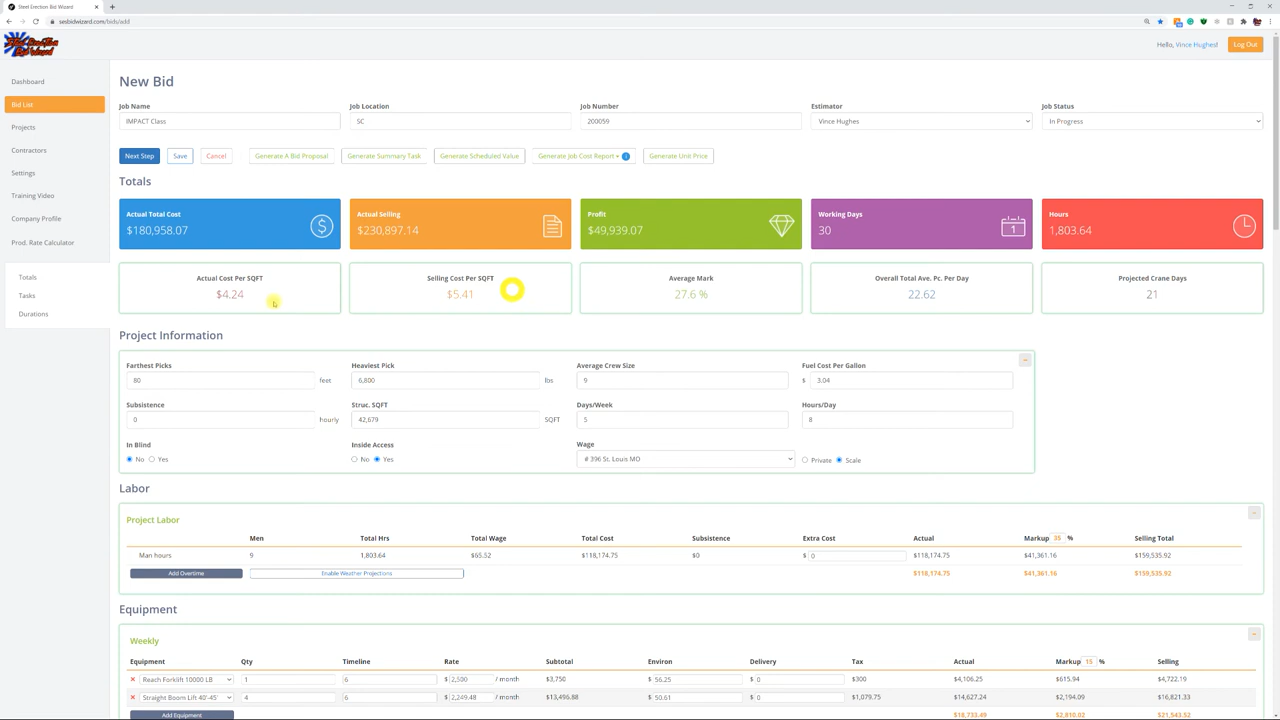 Steel Erection Bid Wizard
sesbidwizard.com/bids/add
Steel Erection
Bid Wizard
Hello, Vince Hughes!
Log Out
Dashboard
Bid List
Projects
Contractors
Settings
Training Video
Company Profile
Prod. Rate Calculator
Totals
Tasks
Durations
New Bid
Job Name Job Location Job Number Estimator Job Status
IMPACT Class SC 200059 Vince Hughes In Progress
Next Step Save Cancel Generate A Bid Proposal Generate Summary Task Generate Scheduled Value Generate Job Cost Report Generate Unit Price
Totals
Actual Total Cost Actual Selling Profit Working Days Hours
$180,958.07 $230,897.14 $49,939.07 30 1,803.64
Actual Cost Per SQFT Selling Cost Per SQFT Average Mark Overall Total Ave. Pc. Per Day Projected Crane Days
$4.24 $5.41 27.6 % 22.62 21
Project Information
Farthest Picks Heaviest Pick Average Crew Size Fuel Cost Per Gallon
80 feet 6,800 lbs 9 $ 3.04
Subsistence Struc. SQFT Days/Week Hours/Day
0 hourly 42,679 SQFT 5 8
In Blind Inside Access Wage
No Yes No Yes # 396 St. Louis MO Private Scale
Labor
Project Labor
Men Total Hrs Total Wage Total Cost Subsistence Extra Cost Actual Markup 35 % Selling Total
Man hours 9 1,803.64 $65.52 $118,174.75 $0 $ 0 $118,174.75 $41,361.16 $159,535.92
Add Overtime Enable Weather Projections $118,174.75 $41,361.16 $159,535.92
Equipment
Weekly
Equipment Qty Timeline Rate Subtotal Environ Delivery Tax Actual Markup 15 % Selling
Reach Forklift 10000 LB 1 6 $ 2,500 / month $3,750 $ 56.25 $ 0 $300 $4,106.25 $615.94 $4,722.19
Straight Boom Lift 40'-45' 4 6 $ 2,249.48 / month $13,496.88 $ 50.61 $ 0 $1,079.75 $14,627.24 $2,194.09 $16,821.33
Add Equipment $18,733.49 $2,810.02 $21,543.52